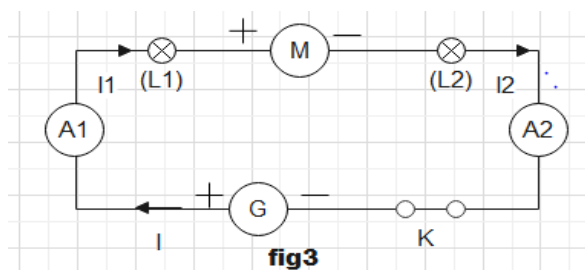 + M −
I1 (L1) (L2) I2
A1 A2
+ G −
I K
fig3